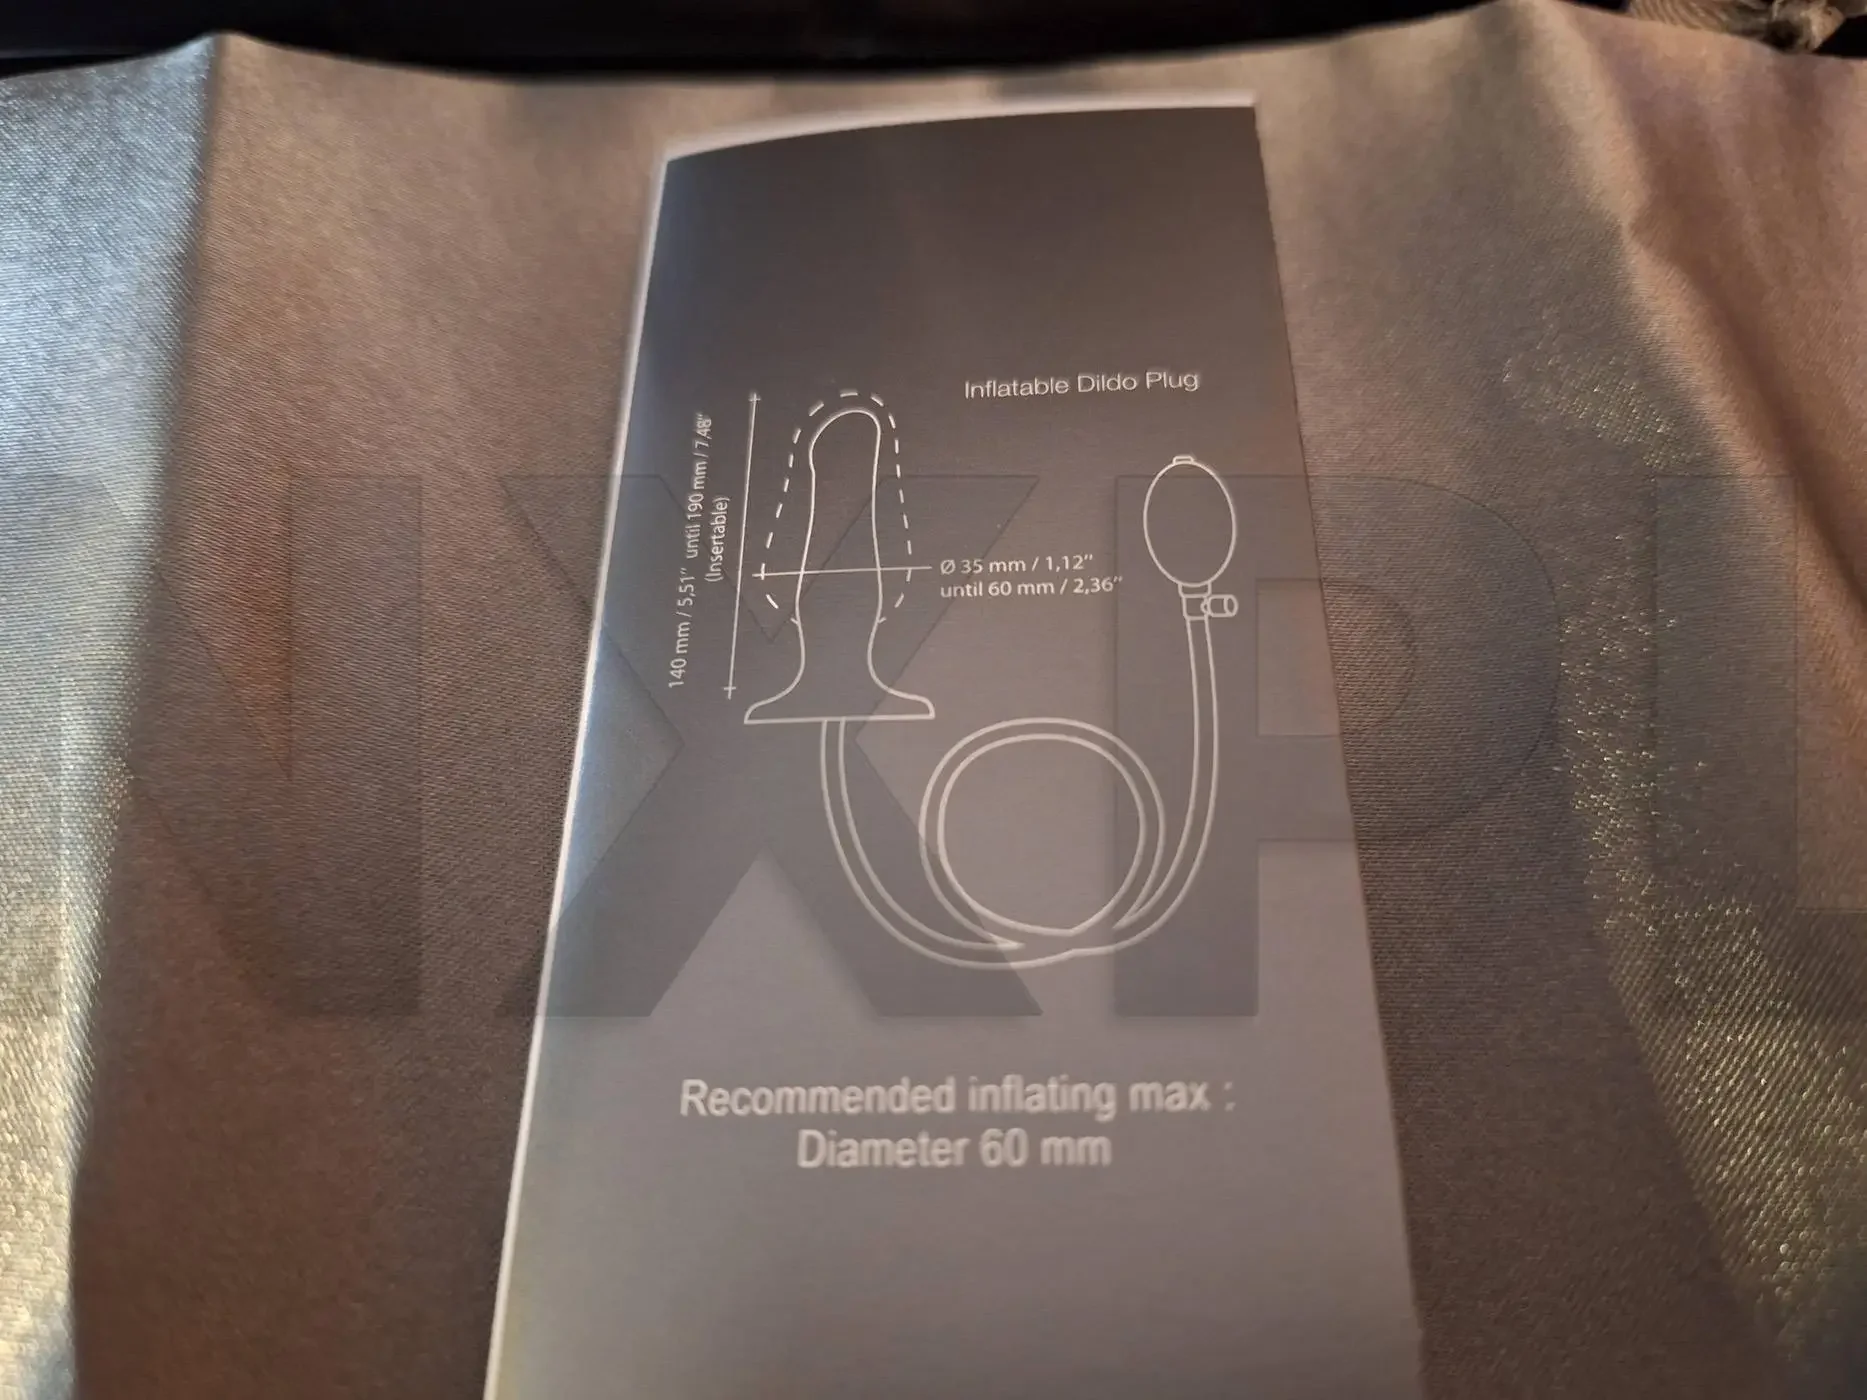 Inflatable Dildo Plug
140 mm / 5,51" until 190 mm / 7,48"
(Insertable)
Ø 35 mm / 1,12"
until 60 mm / 2,36"
Recommended inflating max :
Diameter 60 mm